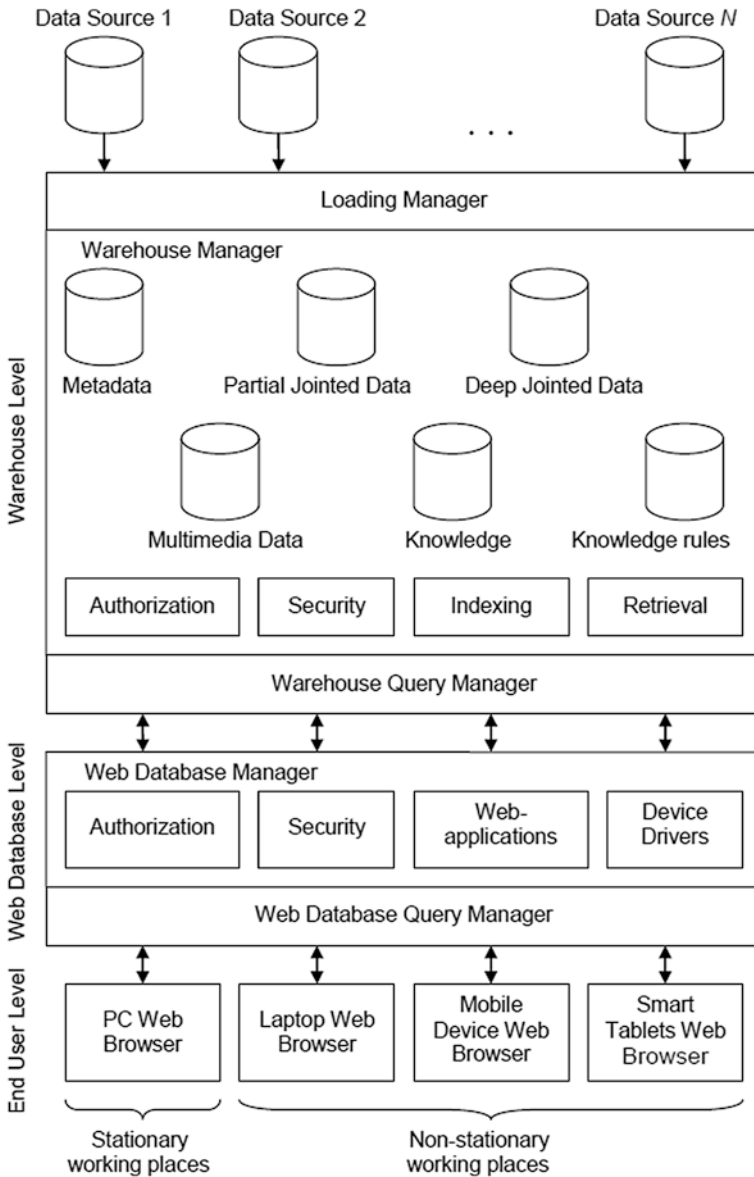 Data Source 1
Data Source 2
Data Source N
. . .
Loading Manager
Warehouse Level
Warehouse Manager
Metadata
Partial Jointed Data
Deep Jointed Data
Multimedia Data
Knowledge
Knowledge rules
Authorization
Security
Indexing
Retrieval
Warehouse Query Manager
Web Database Level
Web Database Manager
Authorization
Security
Web-
applications
Device
Drivers
Web Database Query Manager
End User Level
PC Web
Browser
Laptop Web
Browser
Mobile
Device Web
Browser
Smart
Tablets Web
Browser
Stationary
working places
Non-stationary
working places